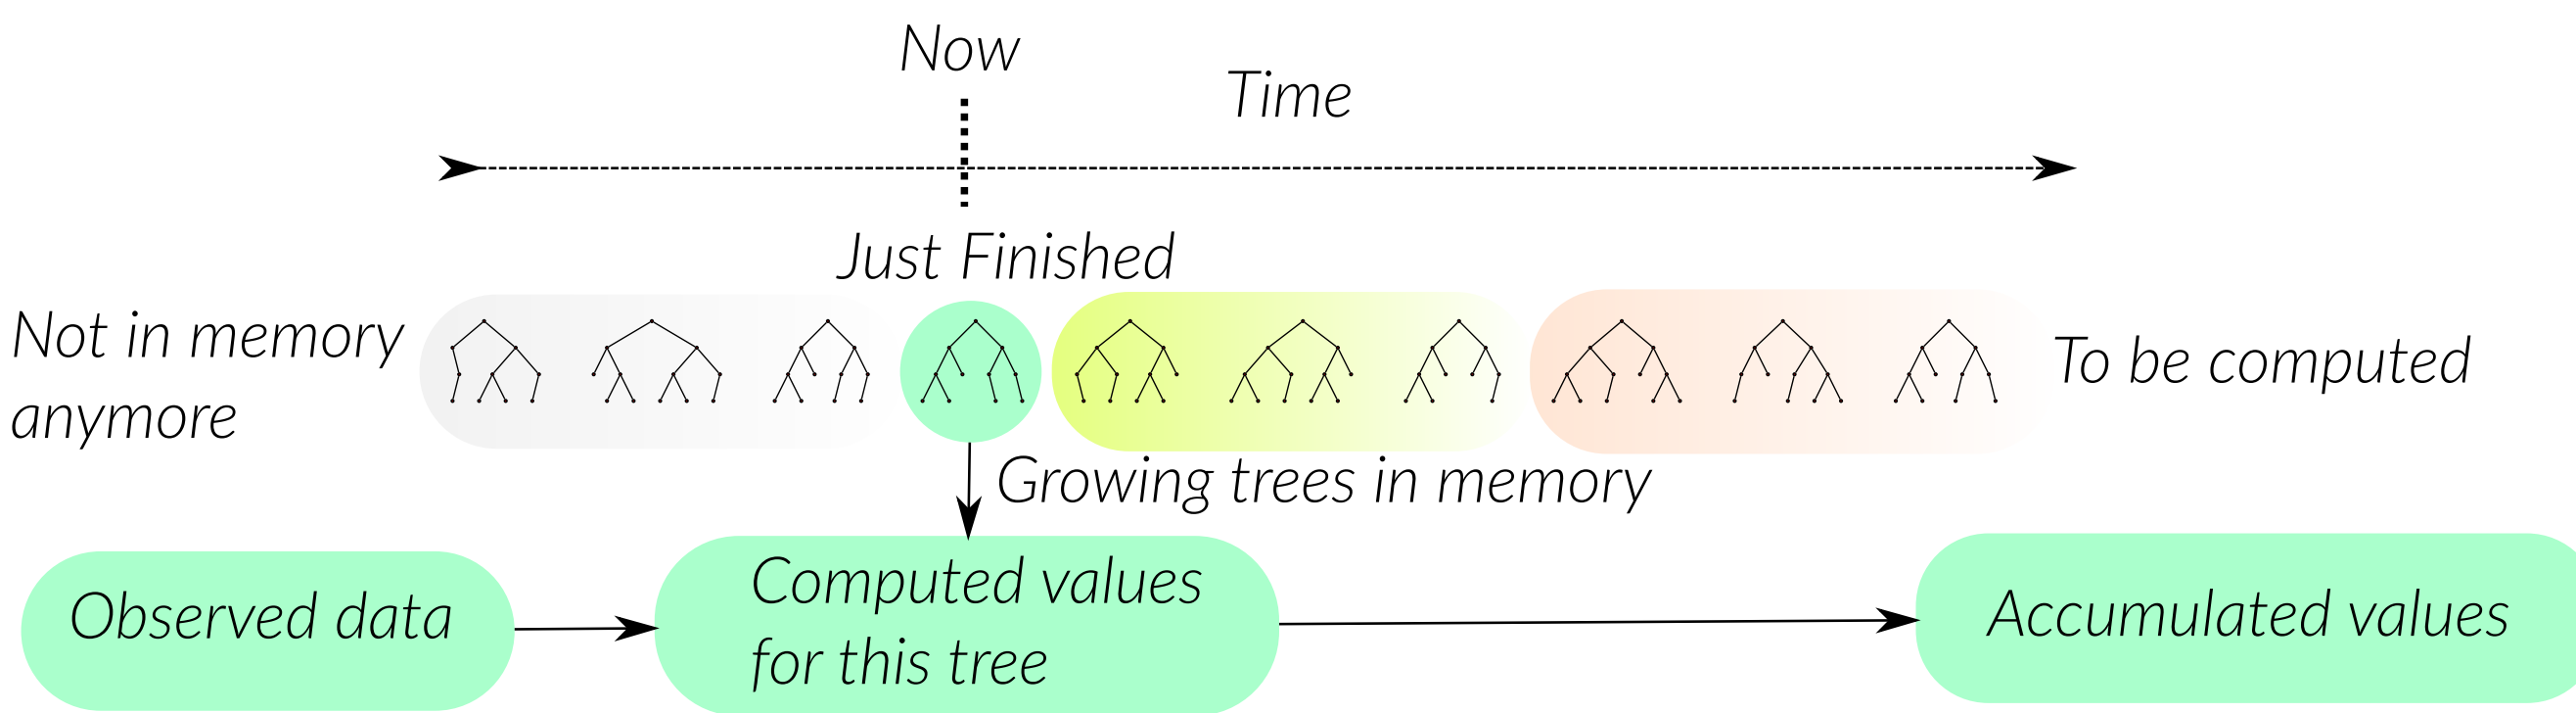 Now
Time
Just Finished
Not in memory
anymore
To be computed
Growing trees in memory
Observed data
Computed values
for this tree
Accumulated values